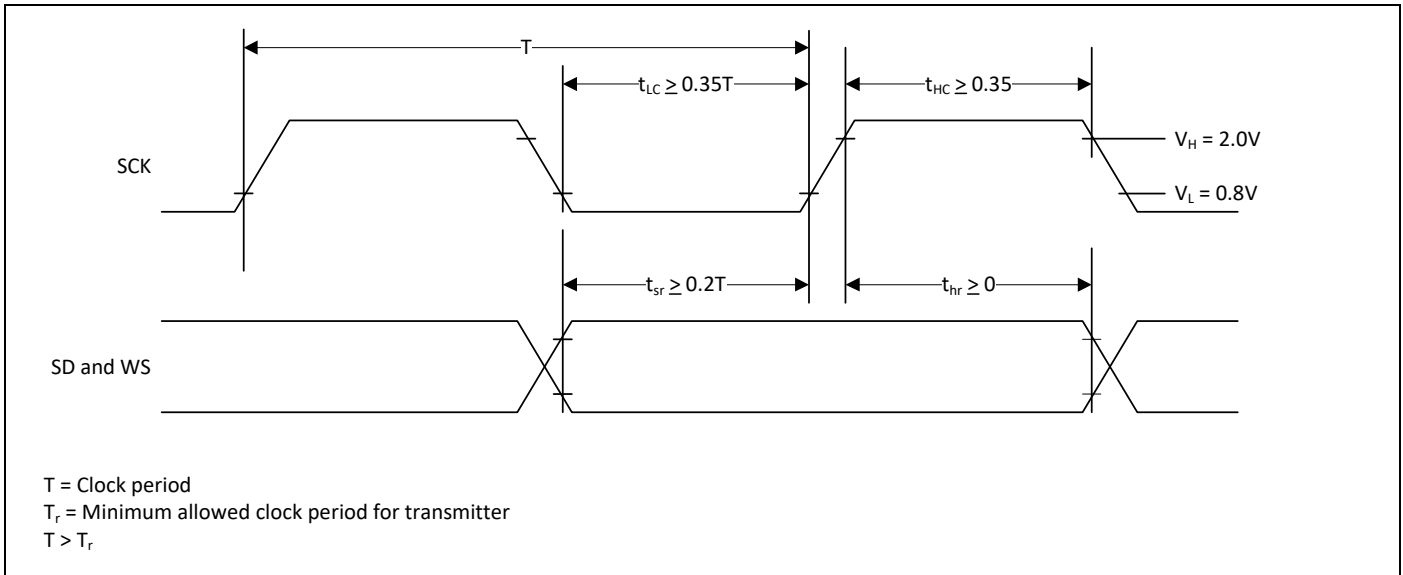 T
t_LC ≥ 0.35T
t_HC ≥ 0.35
SCK
V_H = 2.0V
V_L = 0.8V
t_sr ≥ 0.2T
t_hr ≥ 0
SD and WS
T = Clock period
T_r = Minimum allowed clock period for transmitter
T > T_r